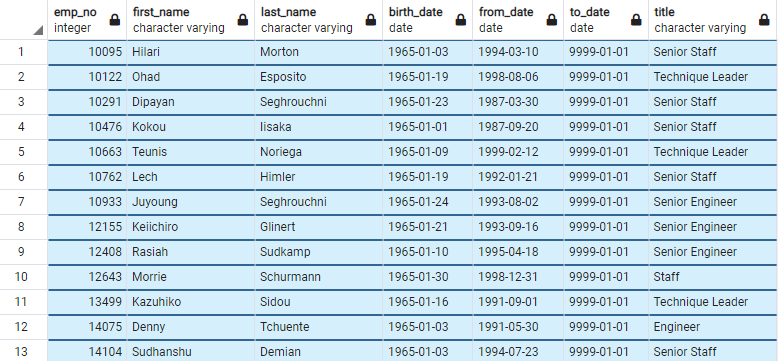 emp_no first_name last_name birth_date from_date to_date title
integer character varying character varying date date date character varying
1 10095 Hilari Morton 1965-01-03 1994-03-10 9999-01-01 Senior Staff
2 10122 Ohad Esposito 1965-01-19 1998-08-06 9999-01-01 Technique Leader
3 10291 Dipayan Seghrouchni 1965-01-23 1987-03-30 9999-01-01 Senior Staff
4 10476 Kokou Iisaka 1965-01-01 1987-09-20 9999-01-01 Senior Staff
5 10663 Teunis Noriega 1965-01-09 1999-02-12 9999-01-01 Technique Leader
6 10762 Lech Himler 1965-01-19 1992-01-21 9999-01-01 Senior Staff
7 10933 Juyoung Seghrouchni 1965-01-24 1993-08-02 9999-01-01 Senior Engineer
8 12155 Keiichiro Glinert 1965-01-21 1993-09-16 9999-01-01 Senior Engineer
9 12408 Rasiah Sudkamp 1965-01-10 1995-04-18 9999-01-01 Senior Engineer
10 12643 Morrie Schurmann 1965-01-30 1998-12-31 9999-01-01 Staff
11 13499 Kazuhiko Sidou 1965-01-16 1991-09-01 9999-01-01 Technique Leader
12 14075 Denny Tchuente 1965-01-03 1991-05-30 9999-01-01 Engineer
13 14104 Sudhanshu Demian 1965-01-03 1994-07-23 9999-01-01 Senior Staff